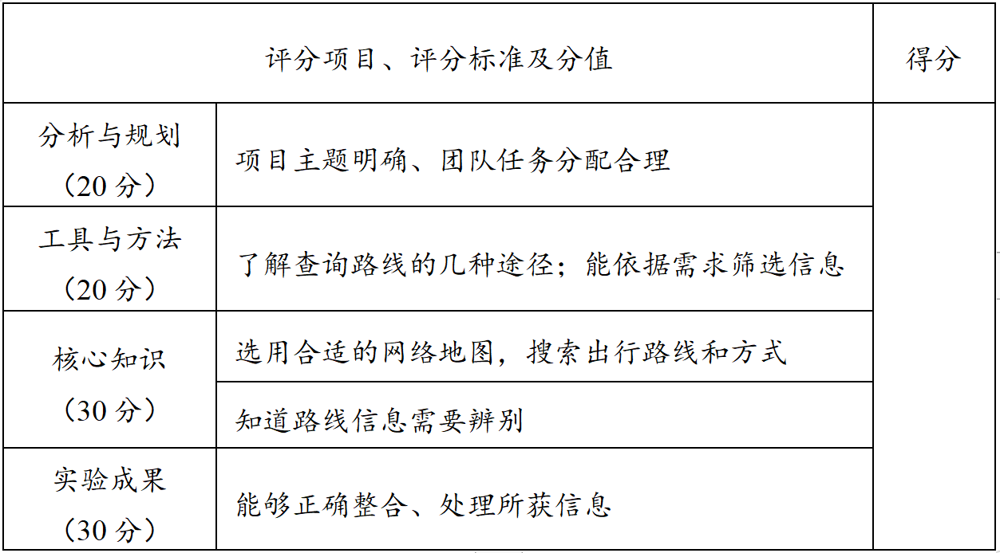 评分项目、评分标准及分值
得分
分析与规划
（20 分）
项目主题明确、团队任务分配合理
工具与方法
（20 分）
了解查询路线的几种途径；能依据需求筛选信息
核心知识
（30 分）
选用合适的网络地图，搜索出行路线和方式
知道路线信息需要辨别
实验成果
（30 分）
能够正确整合、处理所获信息